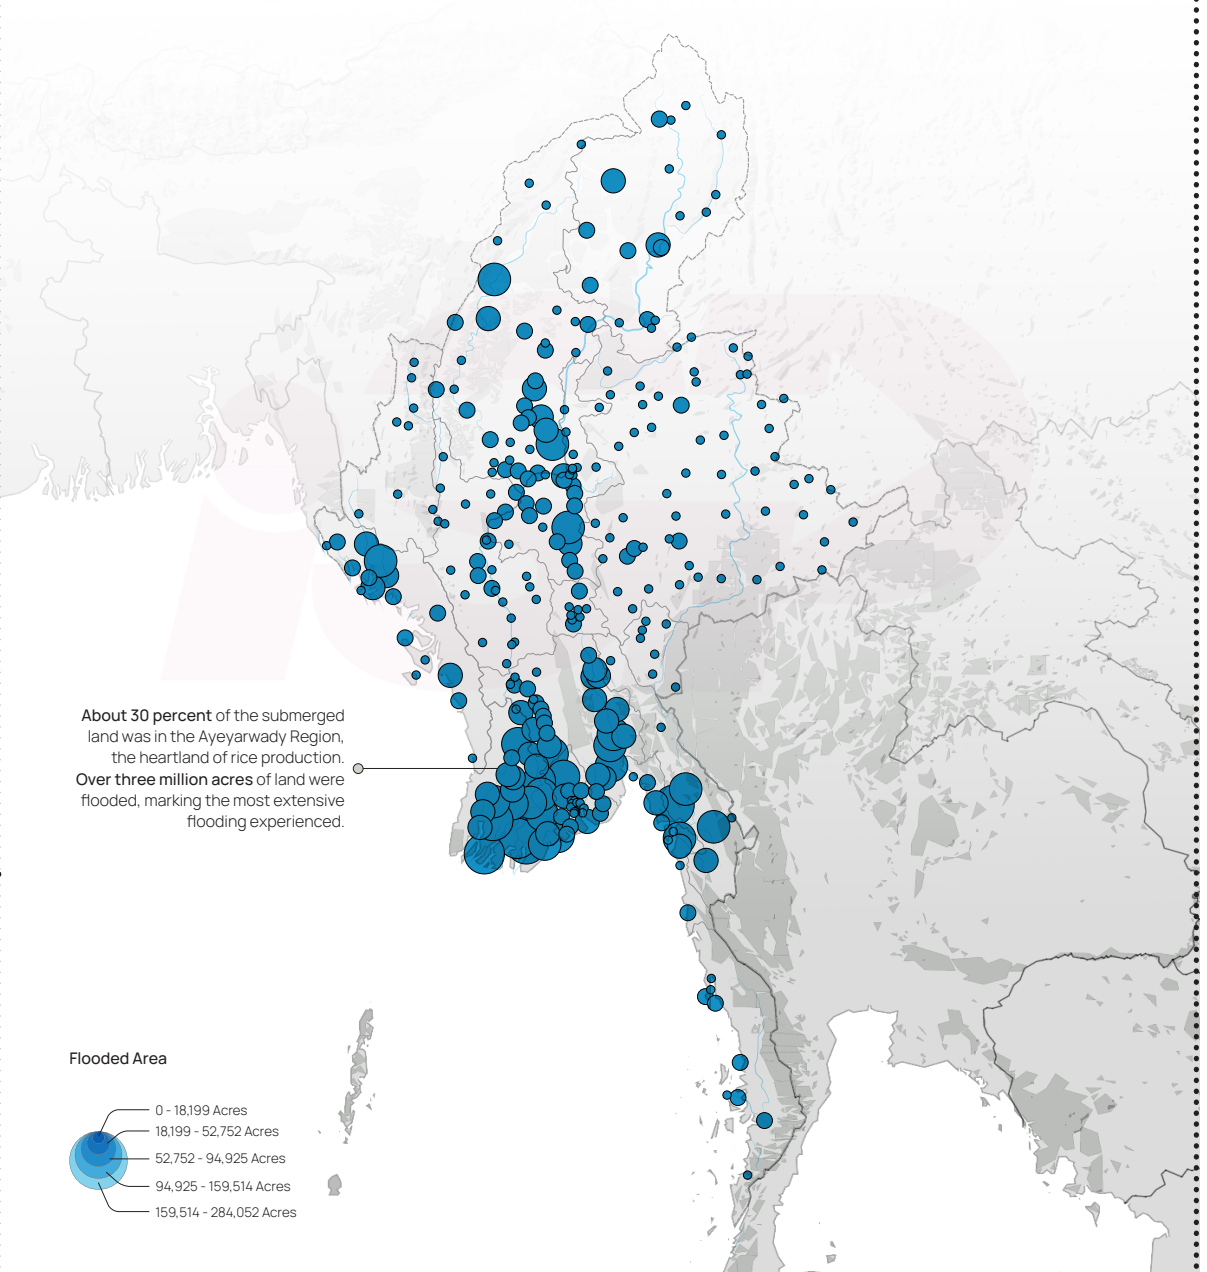 About 30 percent of the submerged
land was in the Ayeyarwady Region,
the heartland of rice production.
Over three million acres of land were
flooded, marking the most extensive
flooding experienced.
Flooded Area
0 - 18,199 Acres
18,199 - 52,752 Acres
52,752 - 94,925 Acres
94,925 - 159,514 Acres
159,514 - 284,052 Acres